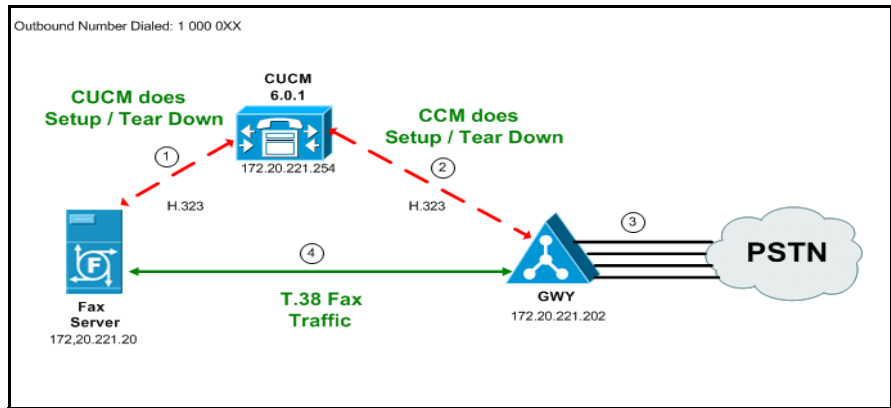 Outbound Number Dialed: 1 000 0XX
CUCM
6.0.1
CUCM does
Setup / Tear Down
CCM does
Setup / Tear Down
172.20.221.254
1
2
H.323
H.323
3
PSTN
F
4
T.38 Fax
Traffic
Fax
Server
172,20.221.20
GWY
172.20.221.202